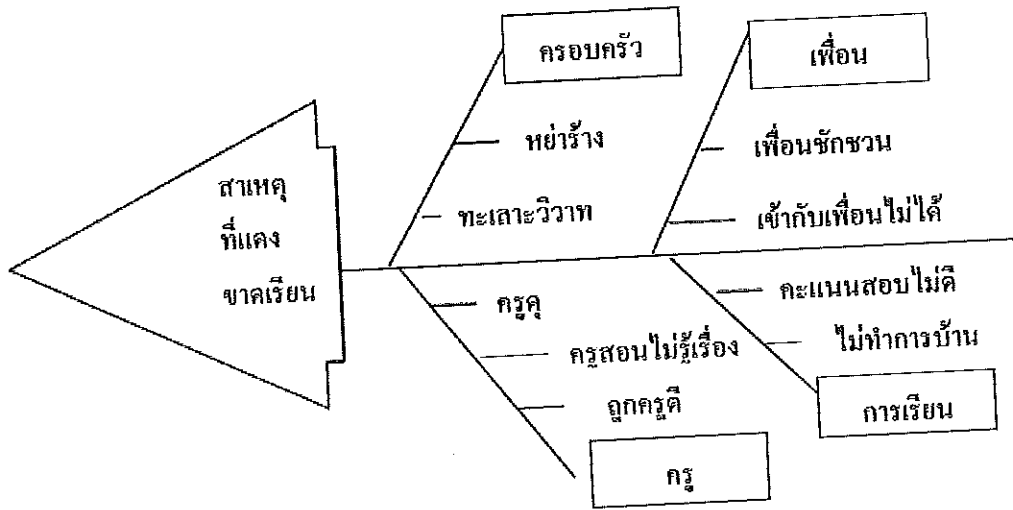 ครอบครัว
เพื่อน
หย่าร้าง
เพื่อนชักชวน
ทะเลาะวิวาท
เข้ากับเพื่อนไม่ได้
สาเหตุ
ที่แดง
ขาดเรียน
ครูดุ
ครูสอนไม่รู้เรื่อง
ถูกครูตี
ครู
คะแนนสอบไม่ดี
ไม่ทำการบ้าน
การเรียน